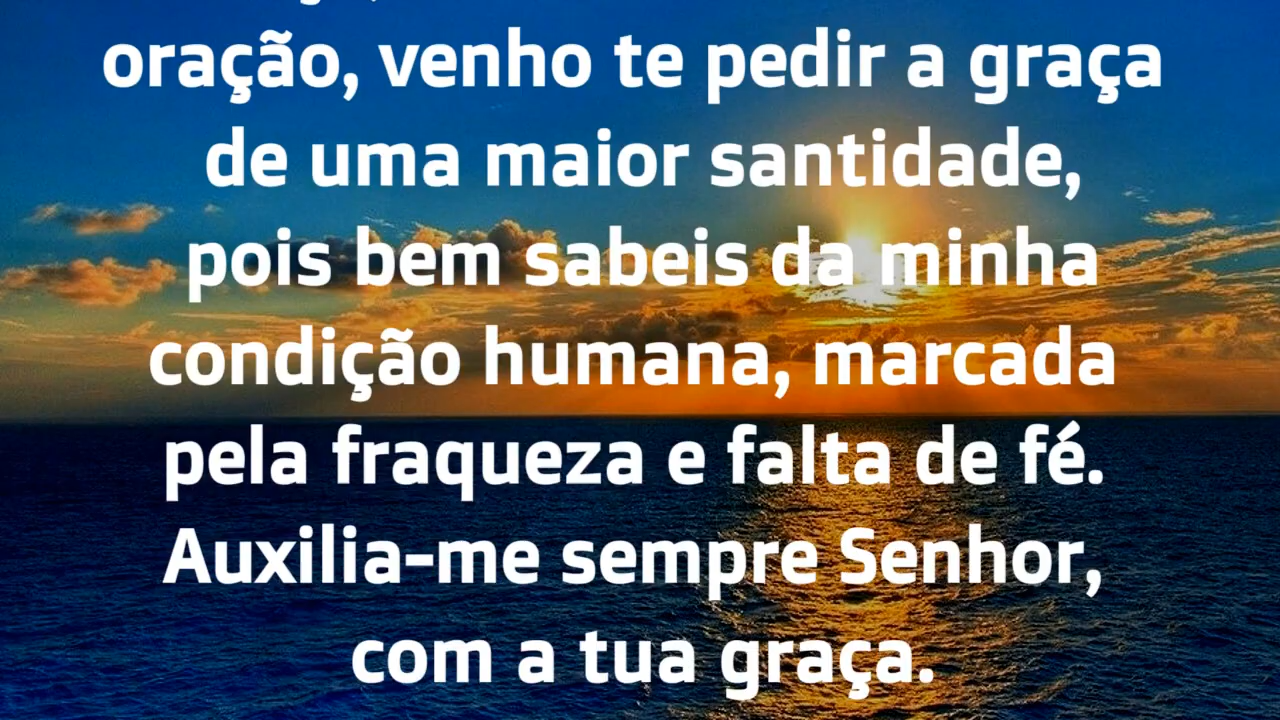 oração, venho te pedir a graça
de uma maior santidade,
pois bem sabeis da minha
condição humana, marcada
pela fraqueza e falta de fé.
Auxilia-me sempre Senhor,
com a tua graça.